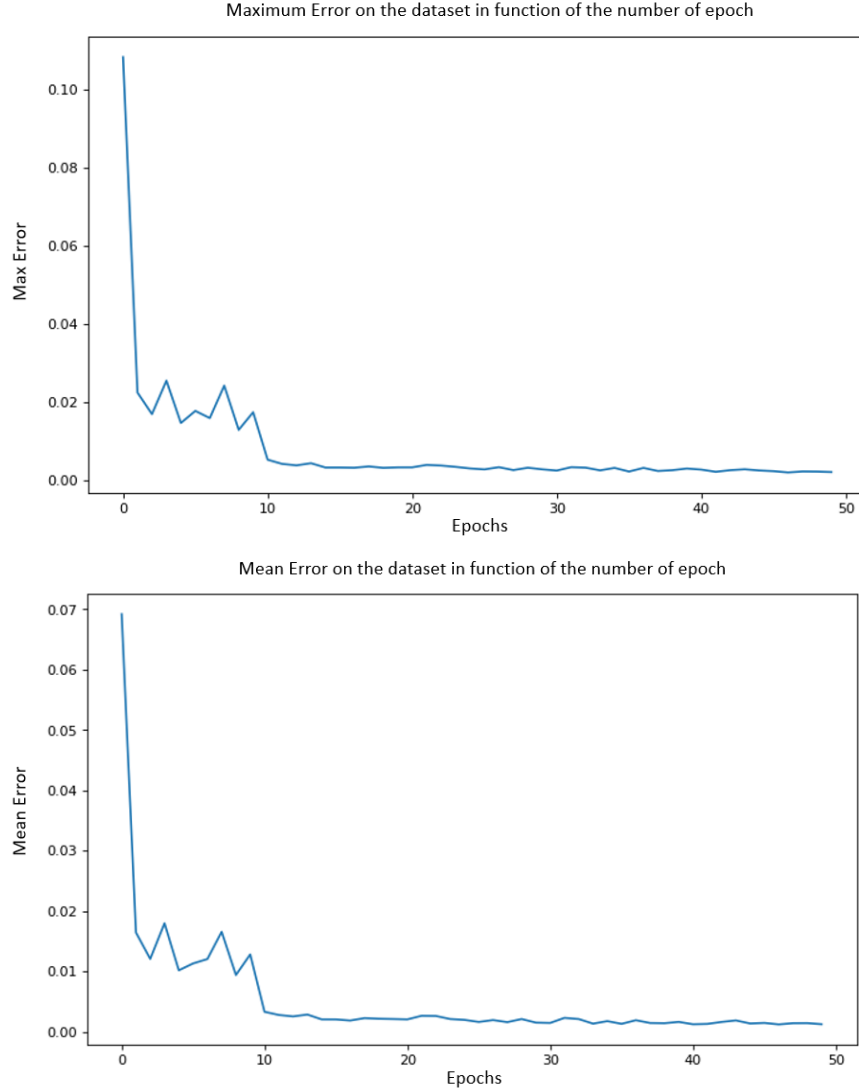 Maximum Error on the dataset in function of the number of epoch
0.10
0.08
0.06
0.04
0.02
0.00
Max Error
0 10 20 30 40 50
Epochs
Mean Error on the dataset in function of the number of epoch
0.07
0.06
0.05
0.04
0.03
0.02
0.01
0.00
Mean Error
0 10 20 30 40 50
Epochs